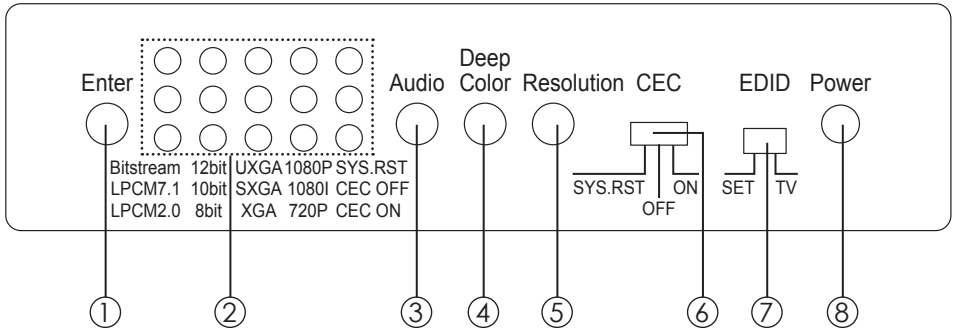 Enter
Audio
Deep
Color
Resolution
CEC
EDID
Power
Bitstream 12bit UXGA 1080P SYS.RST
LPCM7.1 10bit SXGA 1080I CEC OFF
LPCM2.0 8bit XGA 720P CEC ON
SYS.RST
OFF
ON
SET
TV
1 2 3 4 5 6 7 8